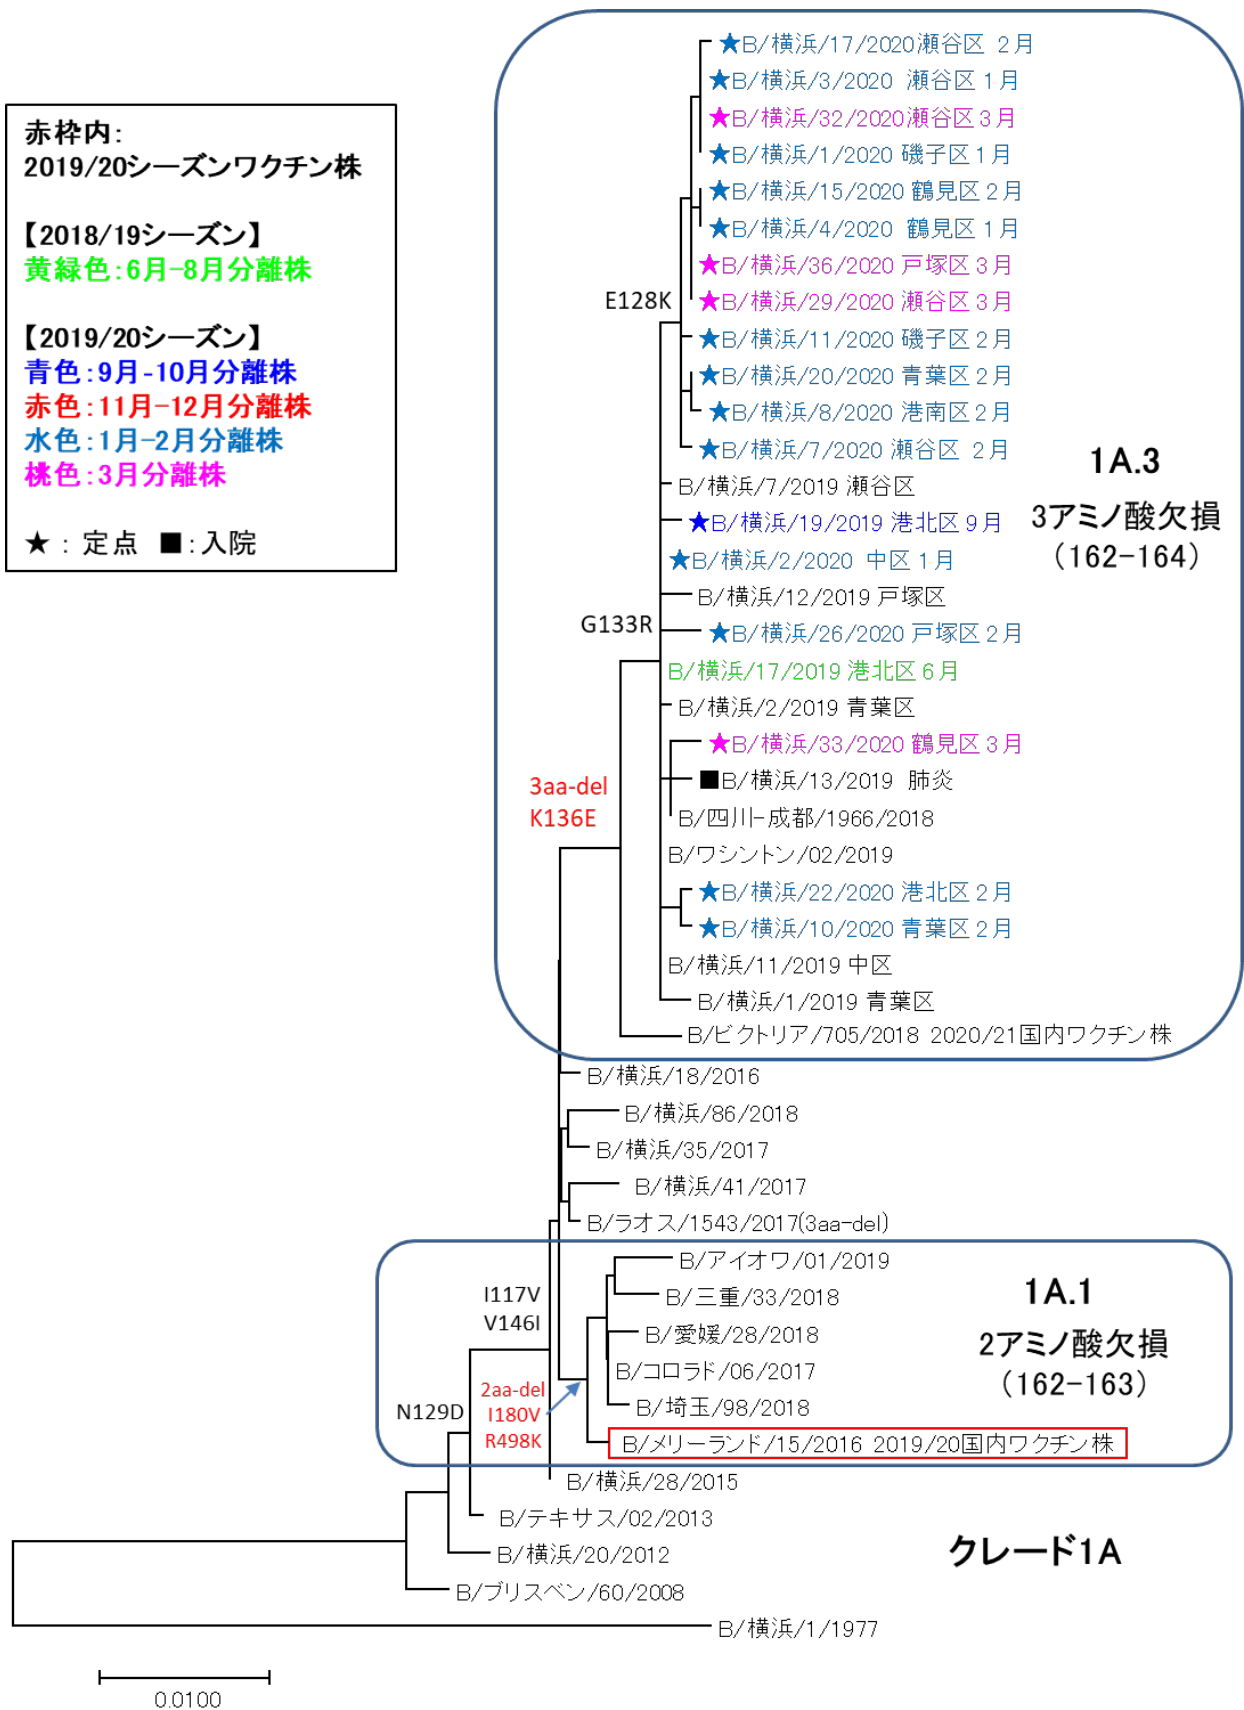 赤枠内:
2019/20シーズンワクチン株
【2018/19シーズン】
黄緑色:6月-8月分離株
【2019/20シーズン】
青色:9月-10月分離株
赤色:11月-12月分離株
水色:1月-2月分離株
桃色:3月分離株
★ : 定点 ■:入院
★B/横浜/17/2020瀬谷区 2月
★B/横浜/3/2020 瀬谷区1月
★B/横浜/32/2020瀬谷区3月
★B/横浜/1/2020 磯子区1月
★B/横浜/15/2020 鶴見区2月
★B/横浜/4/2020 鶴見区1月
★B/横浜/36/2020 戸塚区3月
E128K
★B/横浜/29/2020 瀬谷区3月
★B/横浜/11/2020 磯子区2月
★B/横浜/20/2020 青葉区2月
★B/横浜/8/2020 港南区2月
★B/横浜/7/2020 瀬谷区 2月
1A.3
3アミノ酸欠損
(162-164)
B/横浜/7/2019 瀬谷区
★B/横浜/19/2019 港北区9月
★B/横浜/2/2020 中区1月
B/横浜/12/2019 戸塚区
G133R
★B/横浜/26/2020 戸塚区2月
B/横浜/17/2019 港北区6月
B/横浜/2/2019 青葉区
★B/横浜/33/2020 鶴見区3月
3aa-del
K136E
■B/横浜/13/2019 肺炎
B/四川-成都/1966/2018
B/ワシントン/02/2019
★B/横浜/22/2020 港北区2月
★B/横浜/10/2020 青葉区2月
B/横浜/11/2019 中区
B/横浜/1/2019 青葉区
B/ビクトリア/705/2018 2020/21国内ワクチン株
B/横浜/18/2016
B/横浜/86/2018
B/横浜/35/2017
B/横浜/41/2017
B/ラオス/1543/2017(3aa-del)
B/アイオワ/01/2019
I117V
V146I
B/三重/33/2018
1A.1
2アミノ酸欠損
(162-163)
B/愛媛/28/2018
B/コロラド/06/2017
2aa-del
I180V
R498K
N129D
B/埼玉/98/2018
B/メリーランド/15/2016 2019/20国内ワクチン株
B/横浜/28/2015
B/テキサス/02/2013
B/横浜/20/2012
クレード1A
B/ブリスベン/60/2008
B/横浜/1/1977
0.0100